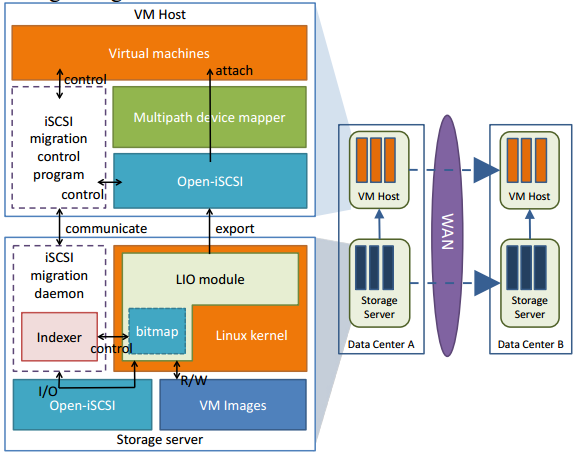 VM Host
Virtual machines
control
attach
iSCSI
migration
control
program
Multipath device mapper
control
Open-iSCSI
communicate
export
iSCSI
migration
daemon
LIO module
Indexer
control
bitmap
Linux kernel
I/O
R/W
Open-iSCSI
VM Images
Storage server
VM Host
Storage
Server
Data Center A
WAN
VM Host
Storage
Server
Data Center B